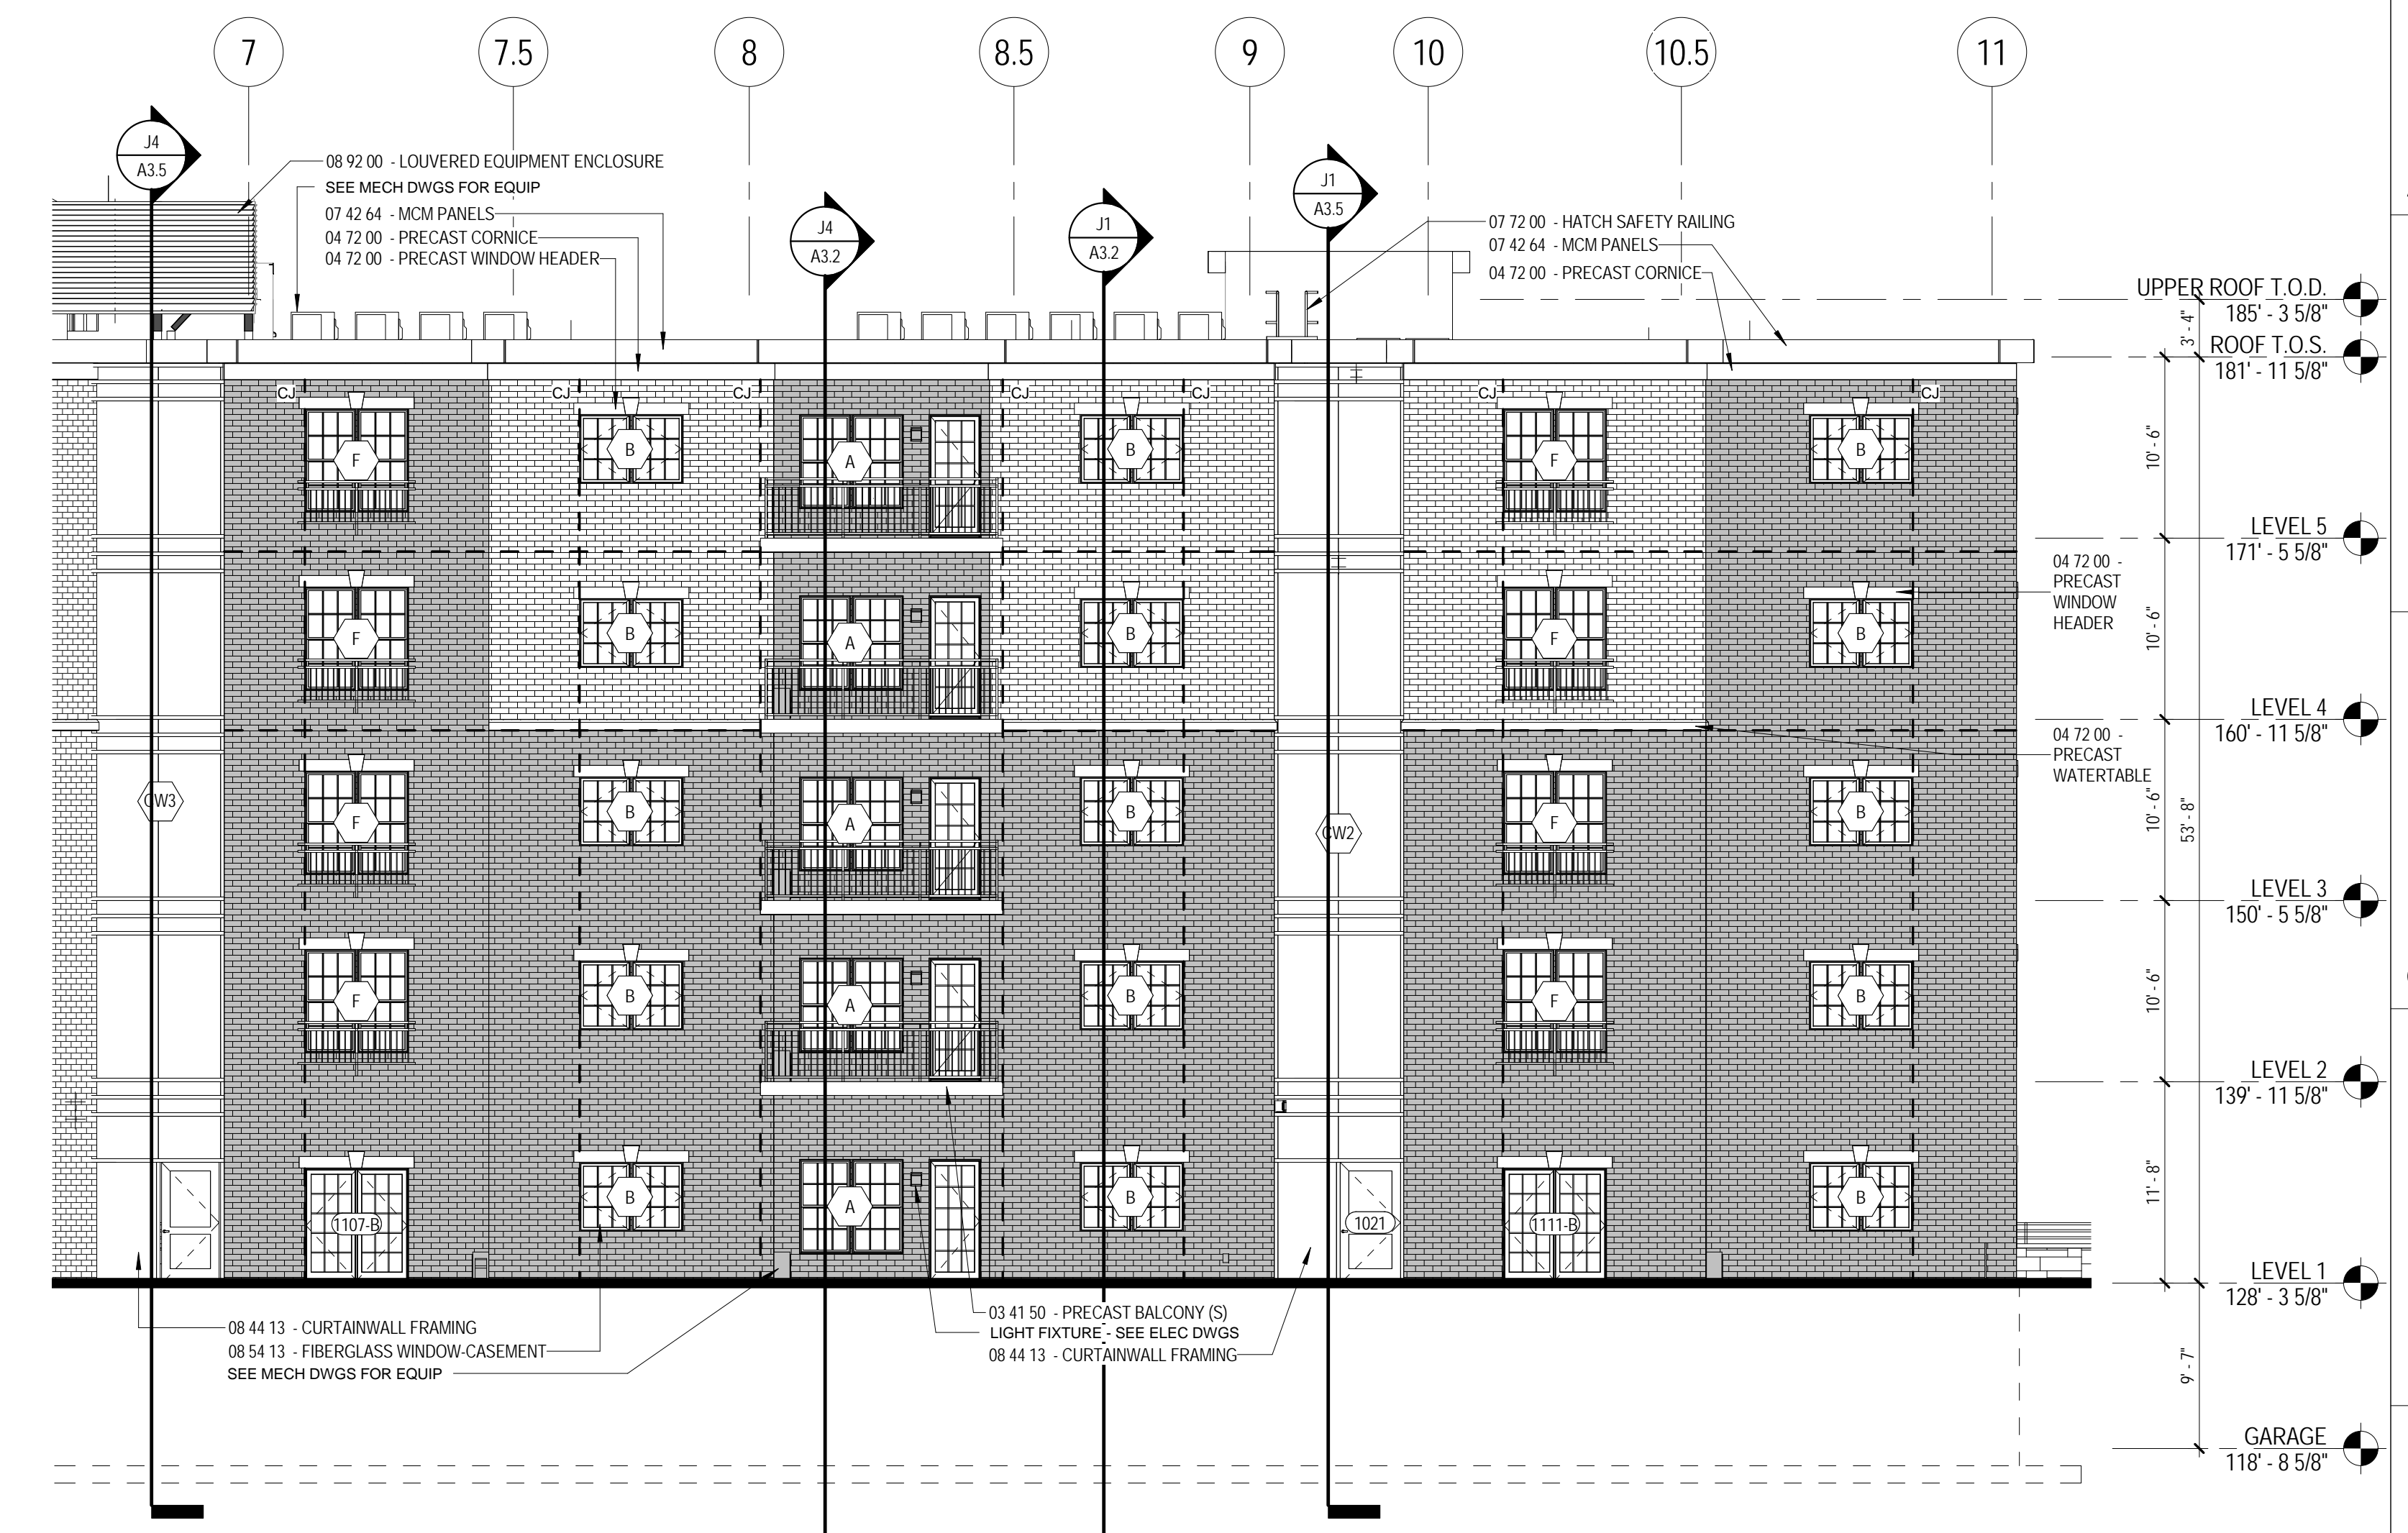 7 7.5 8 8.5 9 10 10.5 11
J4
A3.5
J4
A3.2
J1
A3.2
J1
A3.5
08 92 00 - LOUVERED EQUIPMENT ENCLOSURE
SEE MECH DWGS FOR EQUIP
07 42 64 - MCM PANELS
04 72 00 - PRECAST CORNICE
04 72 00 - PRECAST WINDOW HEADER
07 72 00 - HATCH SAFETY RAILING
07 42 64 - MCM PANELS
04 72 00 - PRECAST CORNICE
UPPER ROOF T.O.D.
185' - 3 5/8"
3' - 4"
ROOF T.O.S.
181' - 11 5/8"
CJ CJ CJ CJ CJ CJ CJ
F B A B F B
10' - 6"
LEVEL 5
171' - 5 5/8"
04 72 00 -
PRECAST
WINDOW
HEADER
F B A B F B
10' - 6"
LEVEL 4
160' - 11 5/8"
04 72 00 -
PRECAST
WATERTABLE
CW3 F B A B CW2 F B
10' - 6"
53' - 8"
LEVEL 3
150' - 5 5/8"
F B A B F B
10' - 6"
LEVEL 2
139' - 11 5/8"
1107-B B A B 1021 1111-B B
11' - 8"
LEVEL 1
128' - 3 5/8"
08 44 13 - CURTAINWALL FRAMING
08 54 13 - FIBERGLASS WINDOW-CASEMENT
SEE MECH DWGS FOR EQUIP
03 41 50 - PRECAST BALCONY (S)
LIGHT FIXTURE - SEE ELEC DWGS
08 44 13 - CURTAINWALL FRAMING
9' - 7"
GARAGE
118' - 8 5/8"